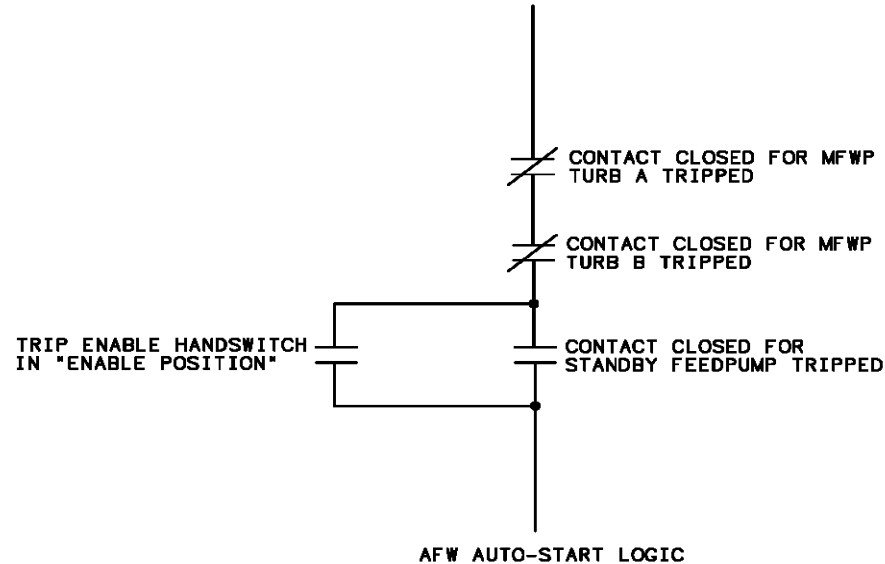 CONTACT CLOSED FOR MFWP
TURB A TRIPPED
CONTACT CLOSED FOR MFWP
TURB B TRIPPED
TRIP ENABLE HANDSWITCH
IN "ENABLE POSITION"
CONTACT CLOSED FOR
STANDBY FEEDPUMP TRIPPED
AFW AUTO-START LOGIC